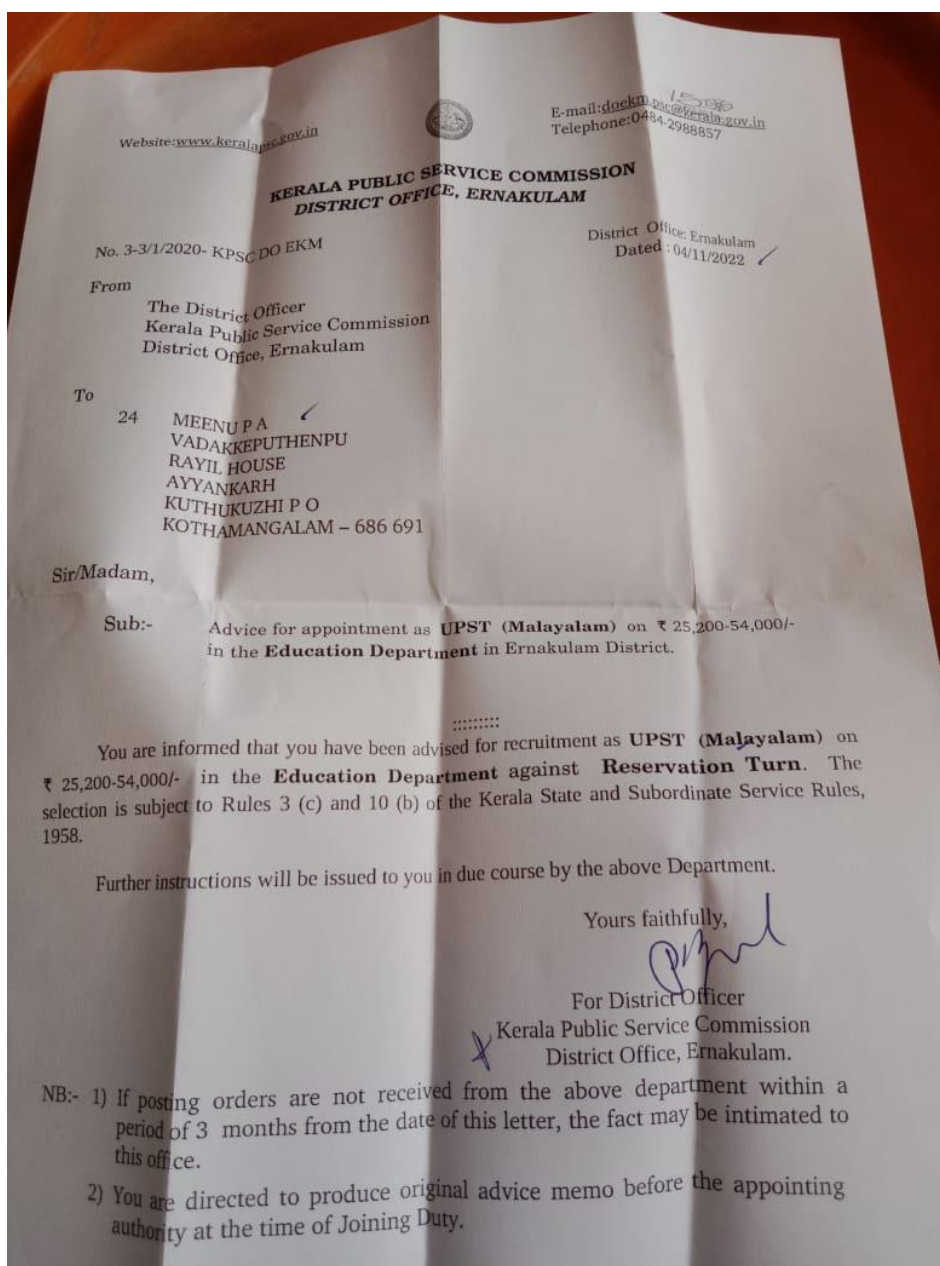 1500
Website:www.keralapsc.gov.in
E-mail:doekm.psc@kerala.gov.in
Telephone:0484-2988857
KERALA PUBLIC SERVICE COMMISSION
DISTRICT OFFICE, ERNAKULAM
No. 3-3/1/2020- KPSC DO EKM
District Office: Ernakulam
Dated : 04/11/2022
From
The District Officer
Kerala Public Service Commission
District Office, Ernakulam
To
24 MEENU P A
VADAKKEPUTHENPU
RAYIL HOUSE
AYYANKARH
KUTHUKUZHI P O
KOTHAMANGALAM – 686 691
Sir/Madam,
Sub:- Advice for appointment as UPST (Malayalam) on ₹ 25,200-54,000/-
in the Education Department in Ernakulam District.
:::::::::
You are informed that you have been advised for recruitment as UPST (Malayalam) on
₹ 25,200-54,000/- in the Education Department against Reservation Turn. The
selection is subject to Rules 3 (c) and 10 (b) of the Kerala State and Subordinate Service Rules,
1958.
Further instructions will be issued to you in due course by the above Department.
Yours faithfully,
For District Officer
Kerala Public Service Commission
District Office, Ernakulam.
NB:- 1) If posting orders are not received from the above department within a
period of 3 months from the date of this letter, the fact may be intimated to
this office.
2) You are directed to produce original advice memo before the appointing
authority at the time of Joining Duty.